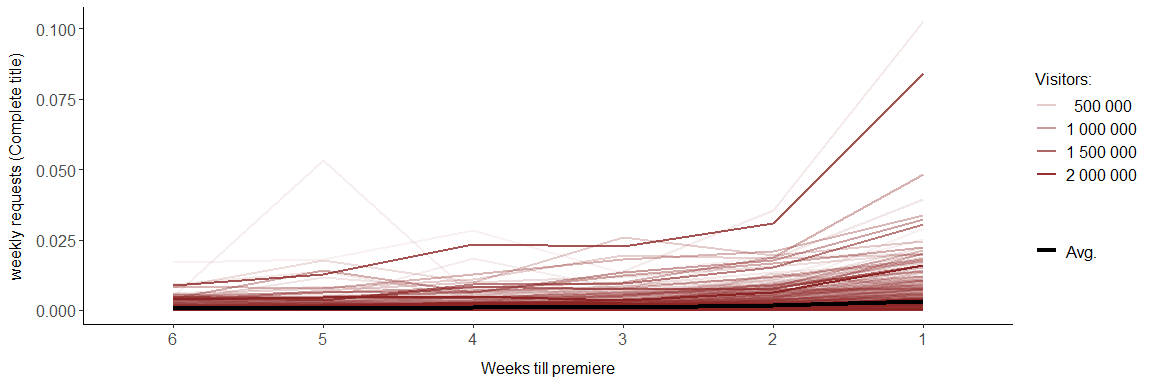 weekly requests (Complete title)
0.100
0.075
0.050
0.025
0.000
6 5 4 3 2 1
Weeks till premiere
Visitors:
500 000
1 000 000
1 500 000
2 000 000
Avg.